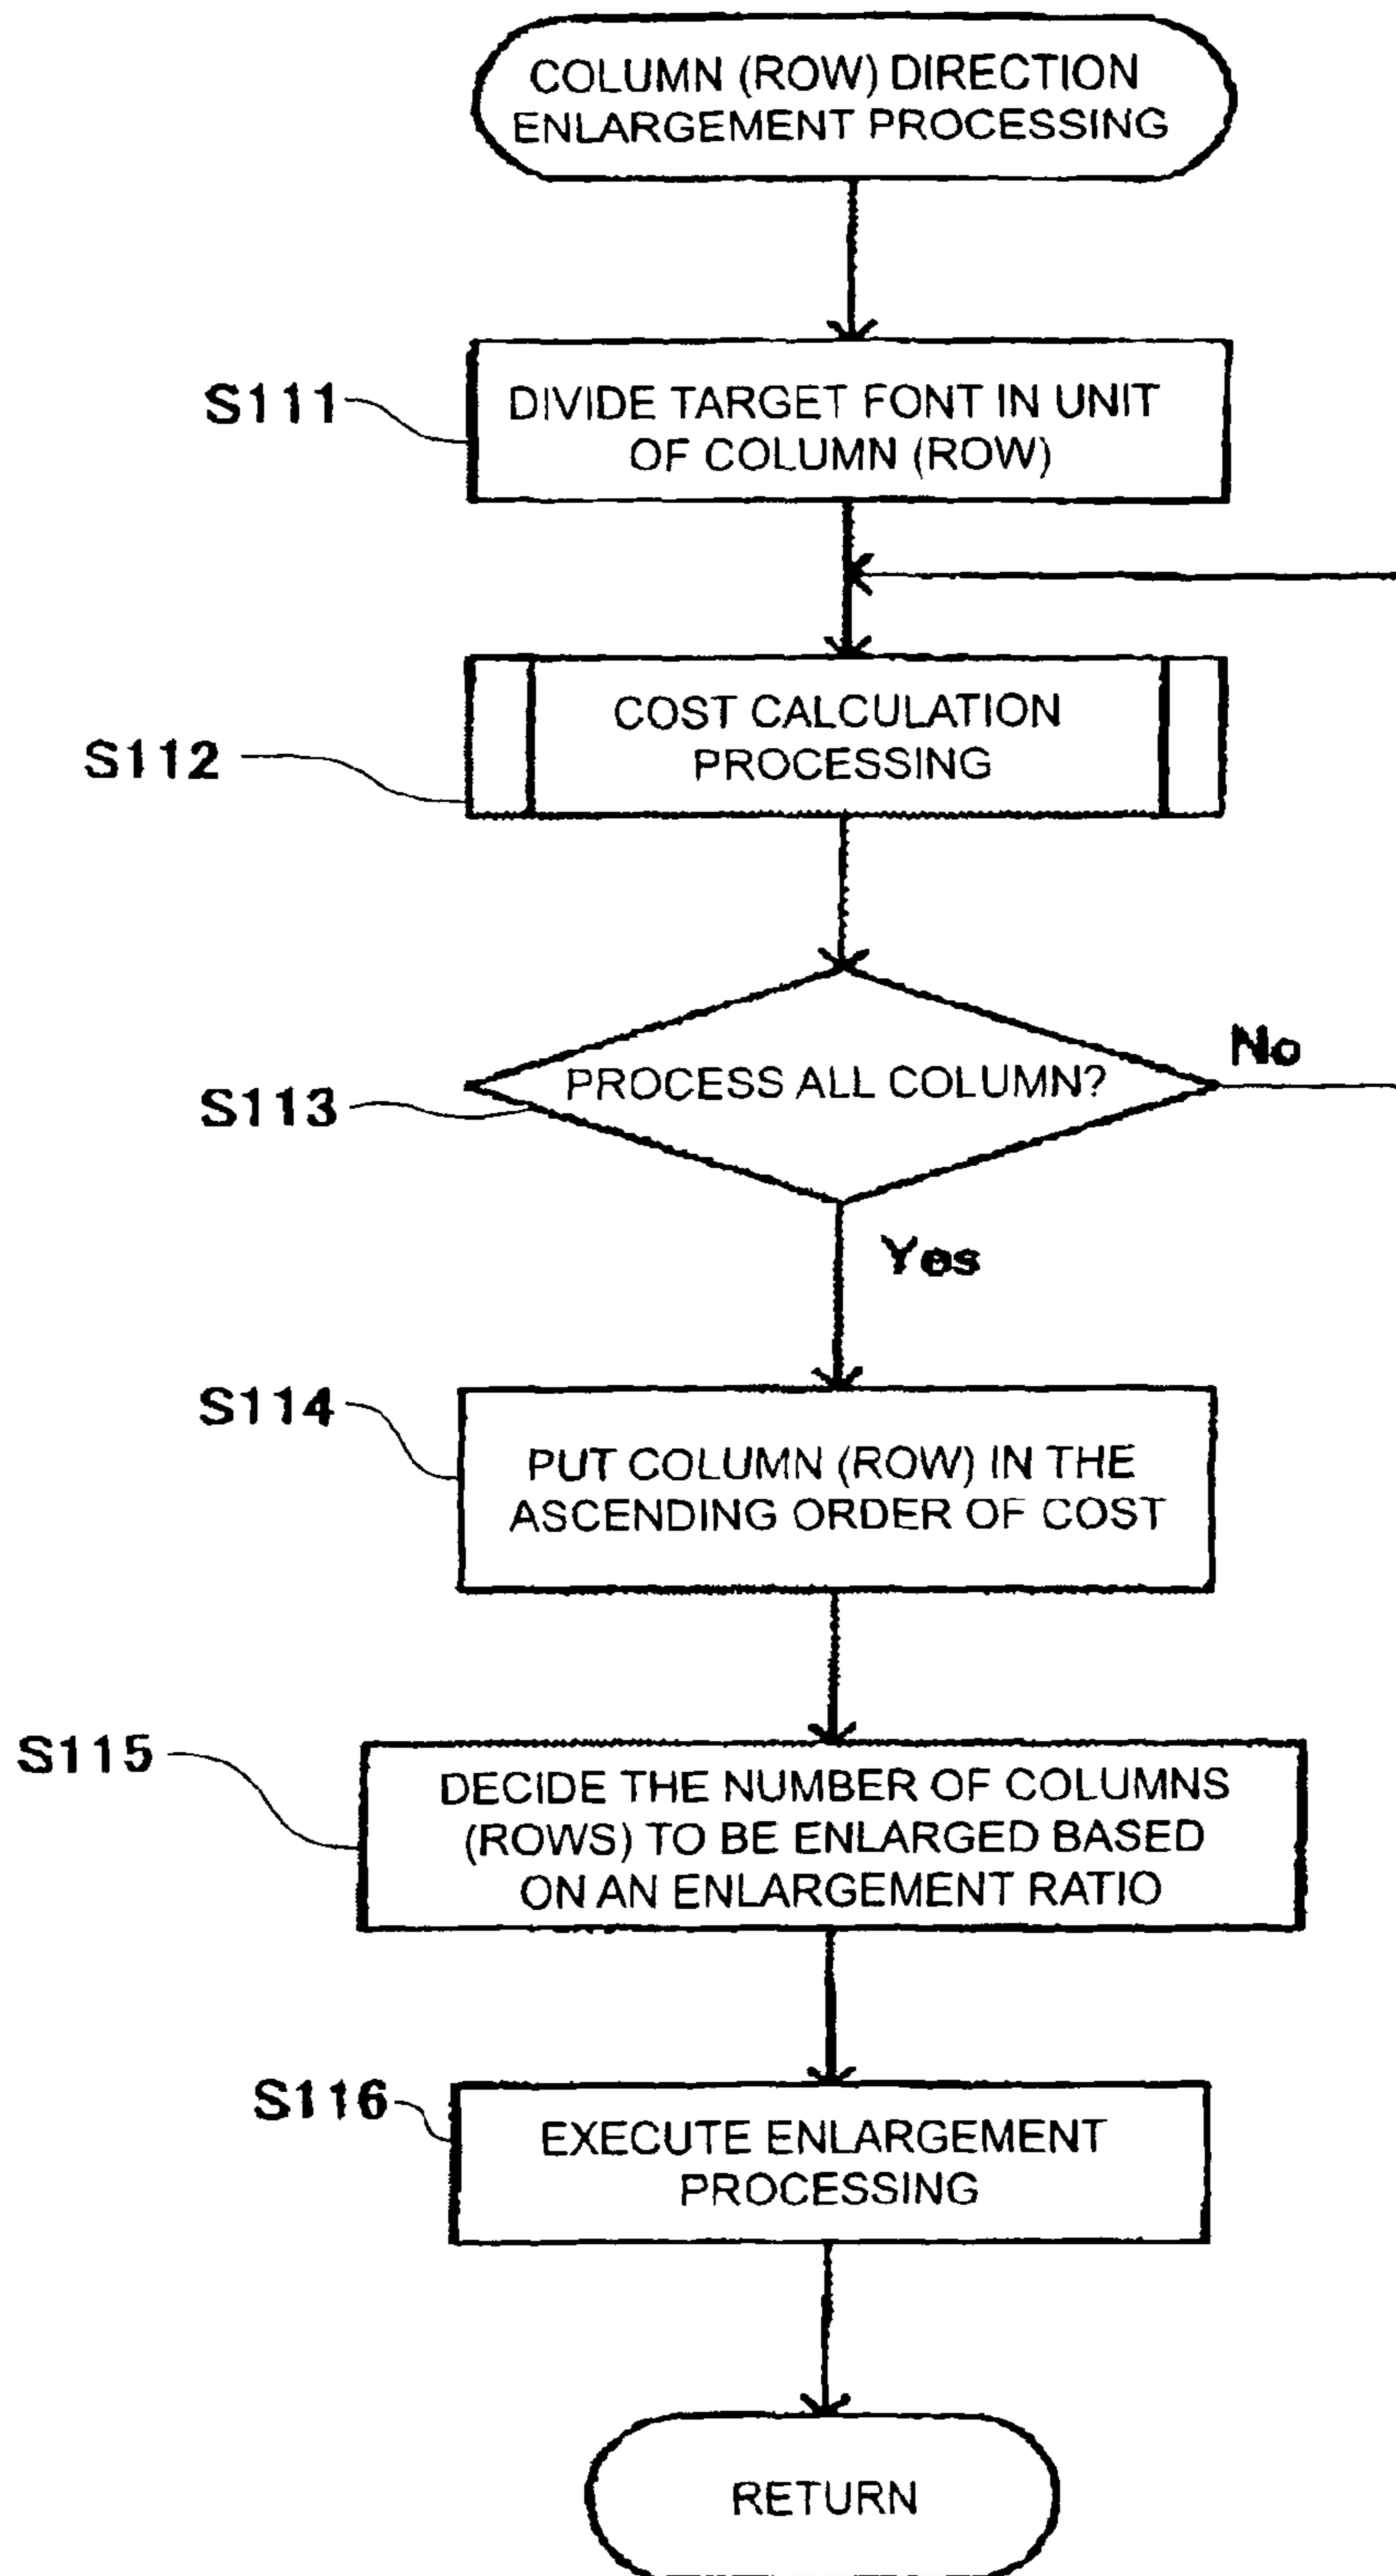 COLUMN (ROW) DIRECTION
ENLARGEMENT PROCESSING
S111
DIVIDE TARGET FONT IN UNIT
OF COLUMN (ROW)
S112
COST CALCULATION
PROCESSING
S113
PROCESS ALL COLUMN?
No
Yes
S114
PUT COLUMN (ROW) IN THE
ASCENDING ORDER OF COST
S115
DECIDE THE NUMBER OF COLUMNS
(ROWS) TO BE ENLARGED BASED
ON AN ENLARGEMENT RATIO
S116
EXECUTE ENLARGEMENT
PROCESSING
RETURN